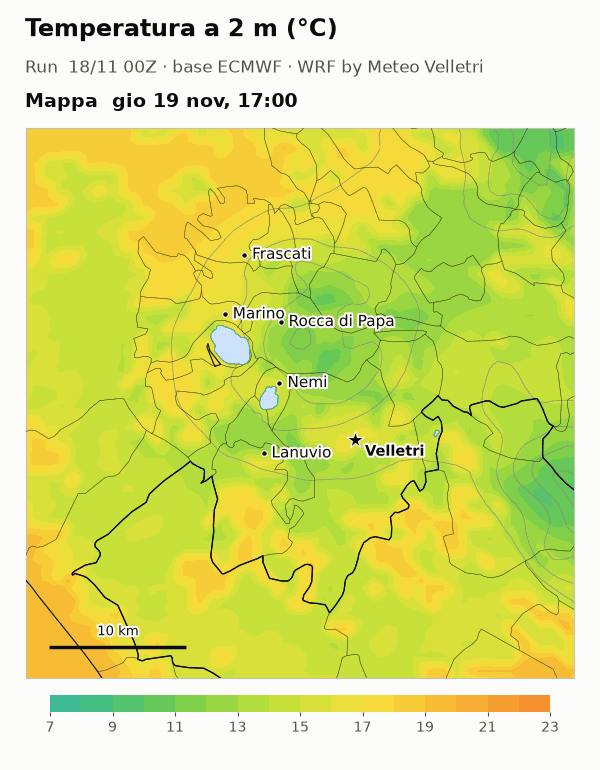 Temperatura a 2 m (°C)
Run  18/11 00Z · base ECMWF · WRF by Meteo Velletri
Mappa  gio 19 nov, 17:00
Frascati
Marino
Rocca di Papa
Nemi
Velletri
Lanuvio
10 km
7 9 11 13 15 17 19 21 23